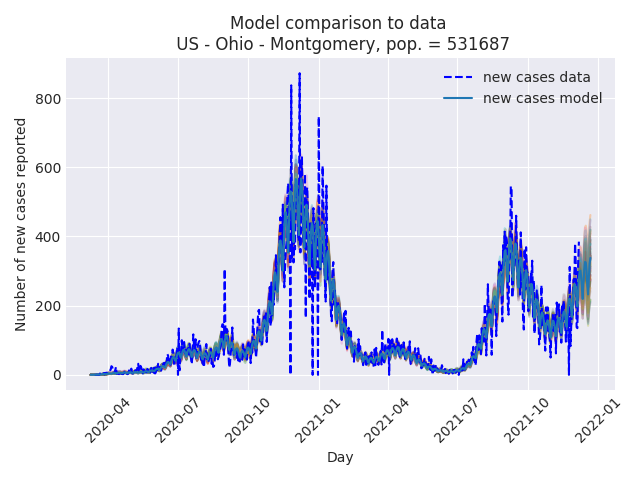 Model comparison to data
US - Ohio - Montgomery, pop. = 531687
new cases data
new cases model
Number of new cases reported
800
600
400
200
0
2020-04
2020-07
2020-10
2021-01
2021-04
2021-07
2021-10
2022-01
Day